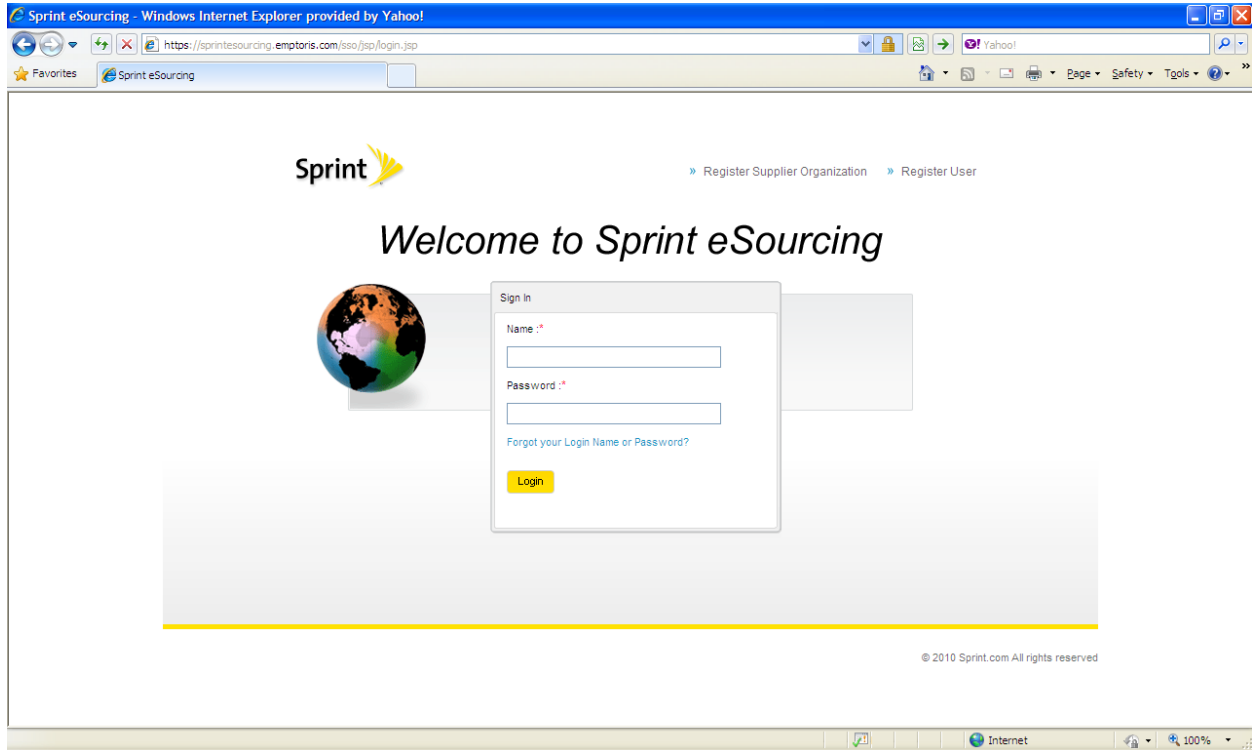 Sprint eSourcing - Windows Internet Explorer provided by Yahoo!
https://sprintesourcing.emptoris.com/sso/jsp/login.jsp
Yahoo!
Favorites
Sprint eSourcing
Page
Safety
Tools
»
Sprint
» Register Supplier Organization » Register User
Welcome to Sprint eSourcing
Sign In
Name :*
Password :*
Forgot your Login Name or Password?
Login
© 2010 Sprint.com All rights reserved
Internet
100%